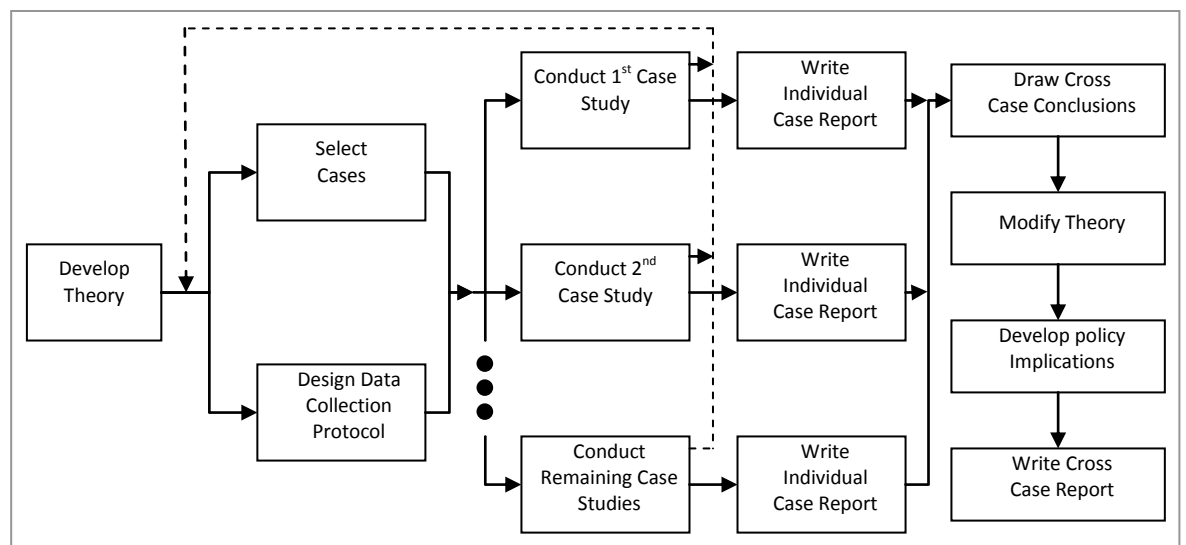 Develop
Theory
Select
Cases
Design Data
Collection
Protocol
Conduct 1st Case
Study
Conduct 2nd
Case Study
Conduct
Remaining Case
Studies
Write
Individual
Case Report
Write
Individual
Case Report
Write
Individual
Case Report
Draw Cross
Case Conclusions
Modify Theory
Develop policy
Implications
Write Cross
Case Report